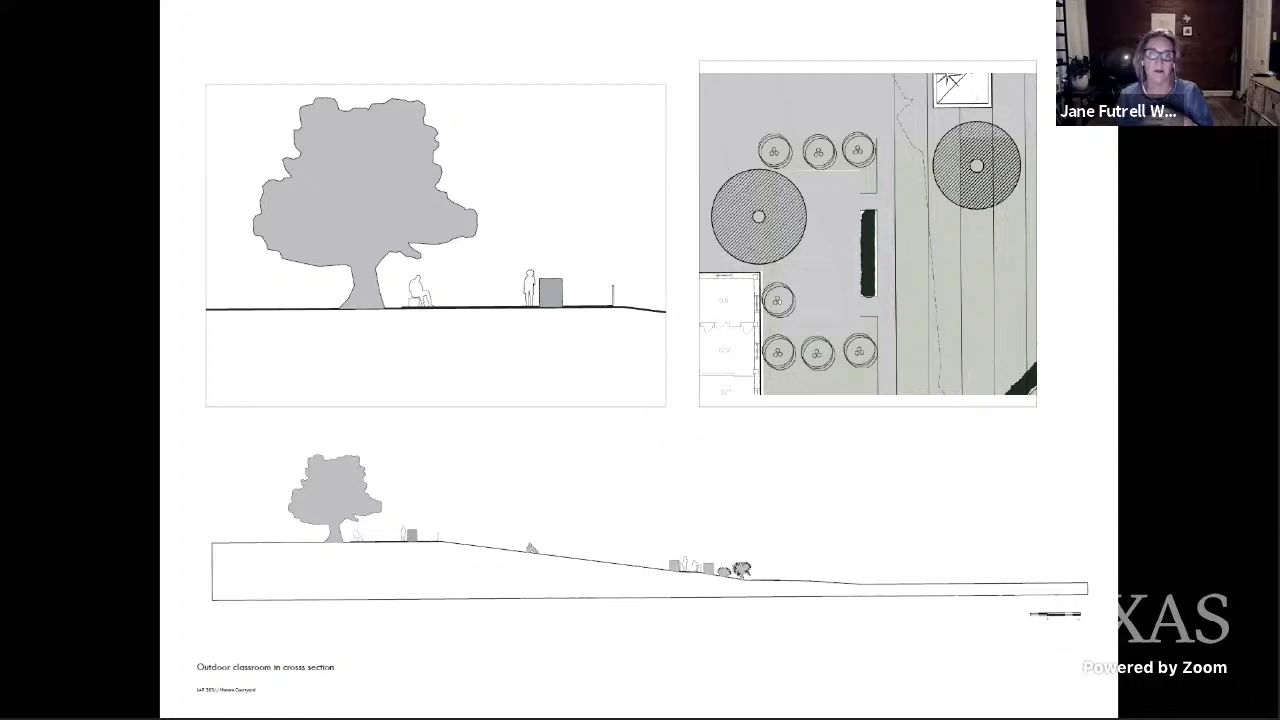 Jane Futrell W...
XAS
Powered by Zoom
Outdoor classroom in crosss section